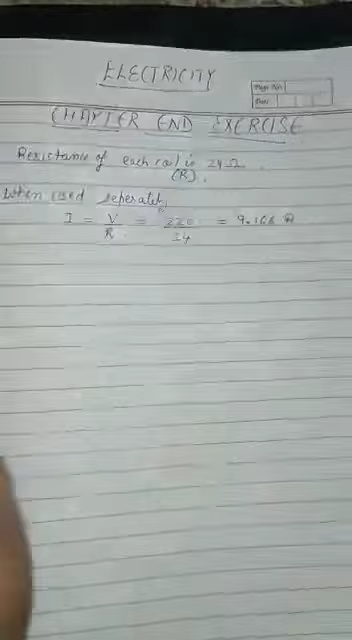 ELECTRICITY
Page No.
Date
CHAPTER END EXERCISE
Resistance of each coil is 24Ω.
(R).
When used seperately,
I = V/R = 220/24 = 9.166 A